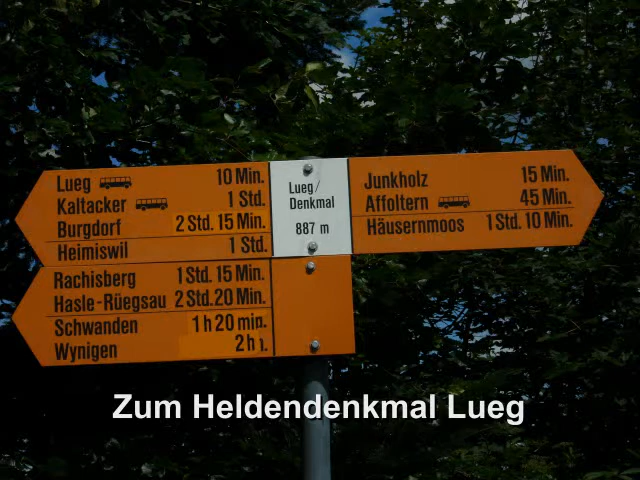 Lueg 10 Min.
Kaltacker 1 Std.
Burgdorf 2 Std. 15 Min.
Heimiswil 1 Std.
Rachisberg 1 Std. 15 Min.
Hasle-Rüegsau 2 Std. 20 Min.
Schwanden 1 h 20 min.
Wynigen 2 h
Lueg/
Denkmal
887 m
Junkholz 15 Min.
Affoltern 45 Min.
Häusernmoos 1 Std. 10 Min.
Zum Heldendenkmal Lueg